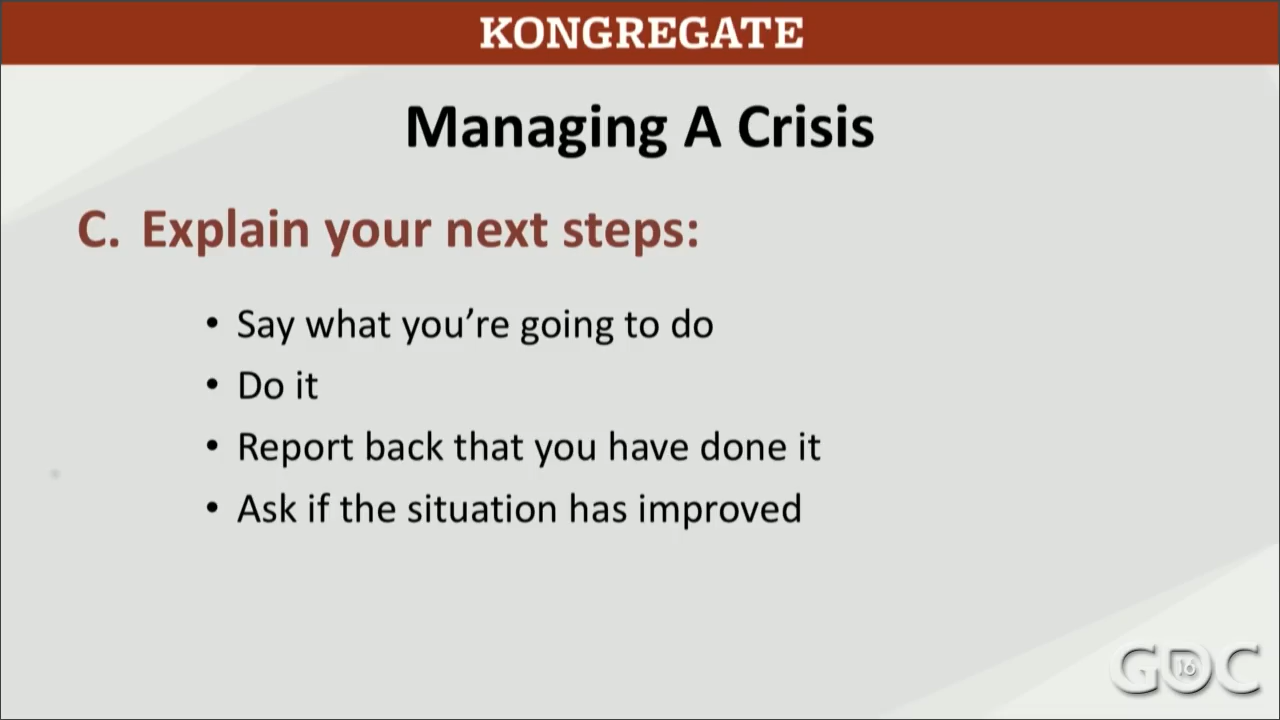 KONGREGATE
Managing A Crisis
C. Explain your next steps:
• Say what you’re going to do
• Do it
• Report back that you have done it
• Ask if the situation has improved
GDC 16